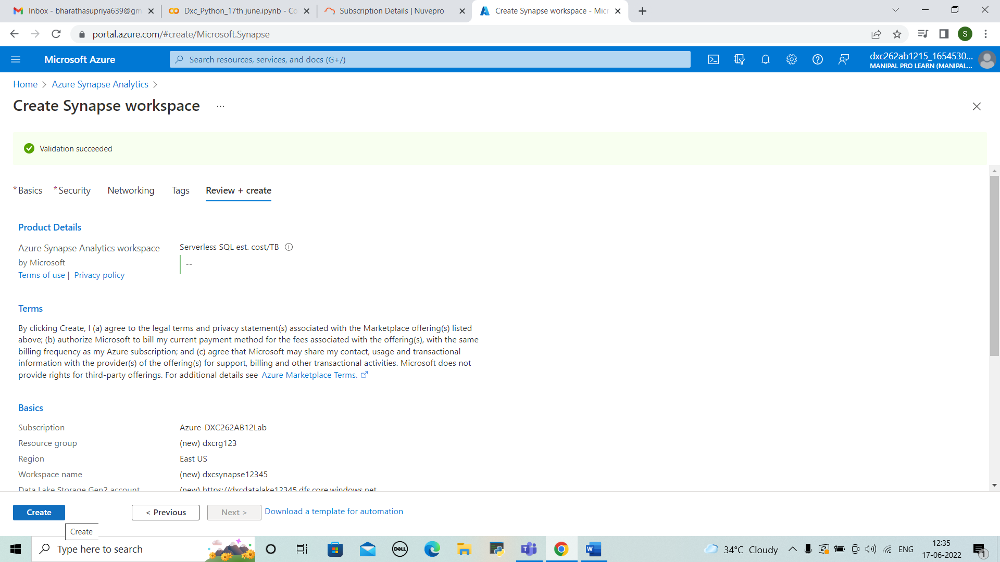 Inbox - bharathasupriya639@gm
Dxc_Python_17th june.ipynb - Co
Subscription Details | Nuvepro
Create Synapse workspace - Micr
portal.azure.com/#create/Microsoft.Synapse
S
Microsoft Azure
Search resources, services, and docs (G+/)
dxc262ab1215_1654530...
MANIPAL PRO LEARN (MANIPAL...
Home > Azure Synapse Analytics >
Create Synapse workspace ...
Validation succeeded
* Basics * Security Networking Tags Review + create
Product Details
Azure Synapse Analytics workspace
by Microsoft
Terms of use | Privacy policy
Serverless SQL est. cost/TB
--
Terms
By clicking Create, I (a) agree to the legal terms and privacy statement(s) associated with the Marketplace offering(s) listed
above; (b) authorize Microsoft to bill my current payment method for the fees associated with the offering(s), with the same
billing frequency as my Azure subscription; and (c) agree that Microsoft may share my contact, usage and transactional
information with the provider(s) of the offering(s) for support, billing and other transactional activities. Microsoft does not
provide rights for third-party offerings. For additional details see Azure Marketplace Terms.
Basics
Subscription Azure-DXC262AB12Lab
Resource group (new) dxcrg123
Region East US
Workspace name (new) dxcsynapse12345
Data Lake Storage Gen2 account (new) https://dxcdatalake12345.dfs.core.windows.net
Create < Previous Next > Download a template for automation
Create
Type here to search
DELL
W
34°C Cloudy
ENG
12:35
17-06-2022
1